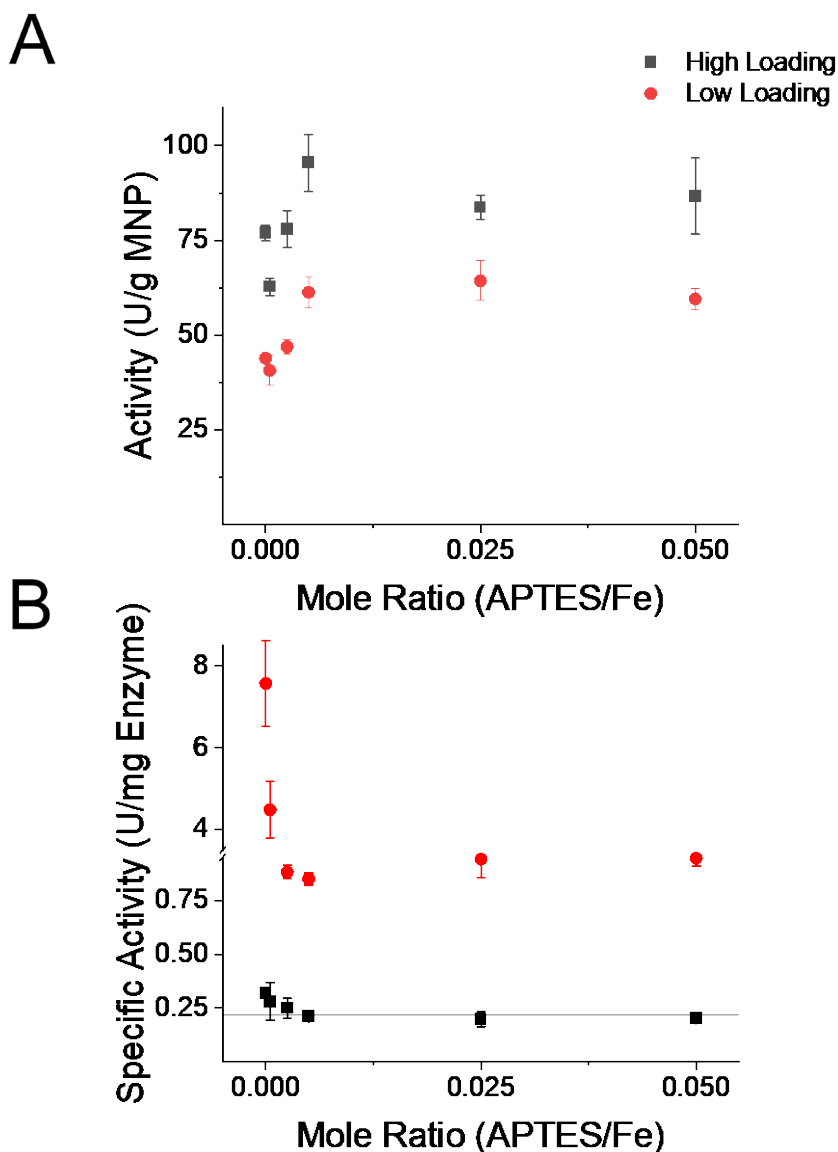 A
High Loading
Low Loading
Activity (U/g MNP)
100
75
50
25
0.000 0.025 0.050
Mole Ratio (APTES/Fe)
B
Specific Activity (U/mg Enzyme)
8
6
4
0.75
0.50
0.25
0.000 0.025 0.050
Mole Ratio (APTES/Fe)